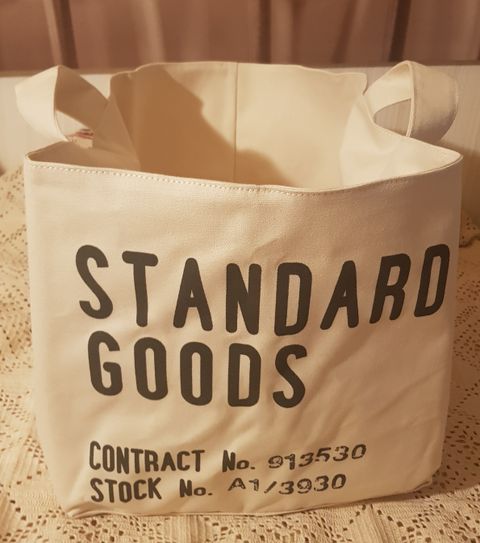 STANDARD
GOODS
CONTRACT No. 913530
STOCK No. A1/3930